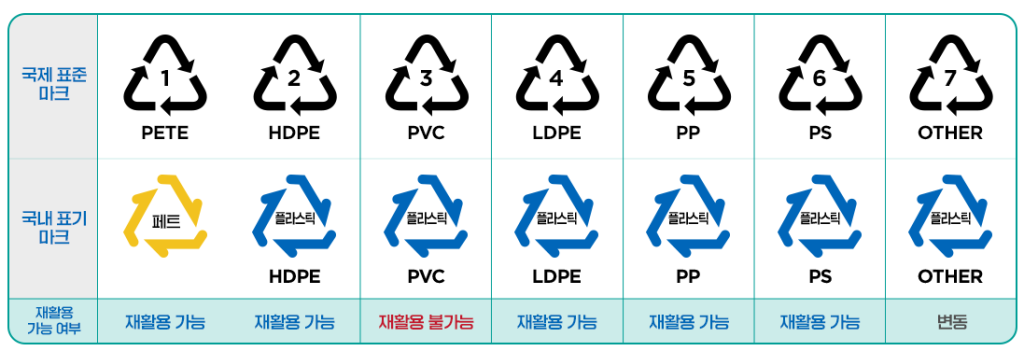 국제 표준
마크
1
2
3
4
5
6
7
PETE
HDPE
PVC
LDPE
PP
PS
OTHER
국내 표기
마크
페트
플라스틱
플라스틱
플라스틱
플라스틱
플라스틱
플라스틱
HDPE
PVC
LDPE
PP
PS
OTHER
재활용
가능 여부
재활용 가능
재활용 가능
재활용 불가능
재활용 가능
재활용 가능
재활용 가능
변동